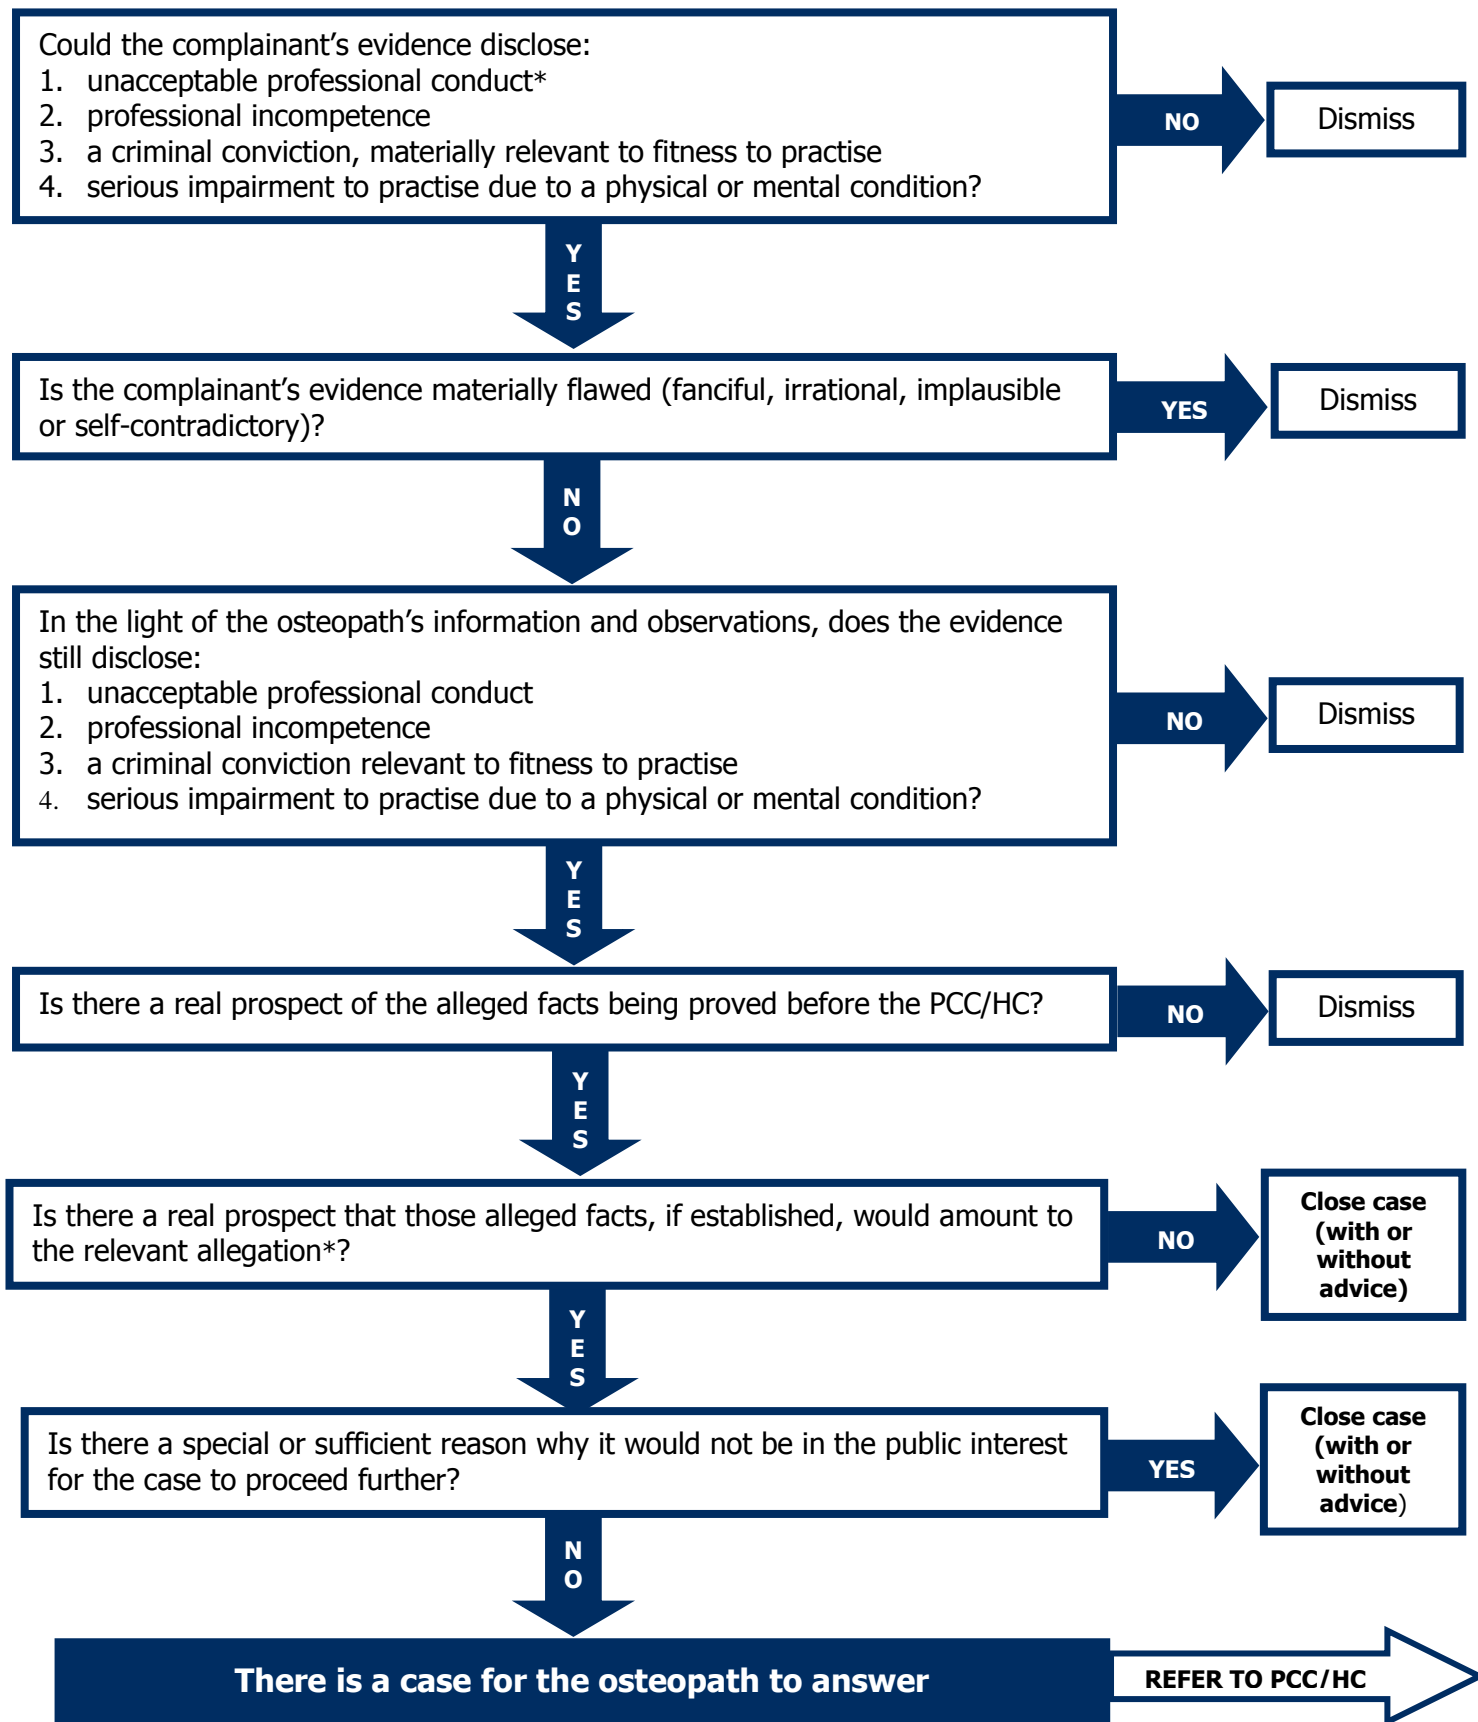 Could the complainant’s evidence disclose:
1. unacceptable professional conduct*
2. professional incompetence
3. a criminal conviction, materially relevant to fitness to practise
4. serious impairment to practise due to a physical or mental condition?
NO
Dismiss
YES
Is the complainant’s evidence materially flawed (fanciful, irrational, implausible
or self-contradictory)?
YES
Dismiss
NO
In the light of the osteopath’s information and observations, does the evidence
still disclose:
1. unacceptable professional conduct
2. professional incompetence
3. a criminal conviction relevant to fitness to practise
4. serious impairment to practise due to a physical or mental condition?
NO
Dismiss
YES
Is there a real prospect of the alleged facts being proved before the PCC/HC?
NO
Dismiss
YES
Is there a real prospect that those alleged facts, if established, would amount to
the relevant allegation*?
NO
Close case
(with or
without
advice)
YES
Is there a special or sufficient reason why it would not be in the public interest
for the case to proceed further?
YES
Close case
(with or
without
advice)
NO
There is a case for the osteopath to answer
REFER TO PCC/HC